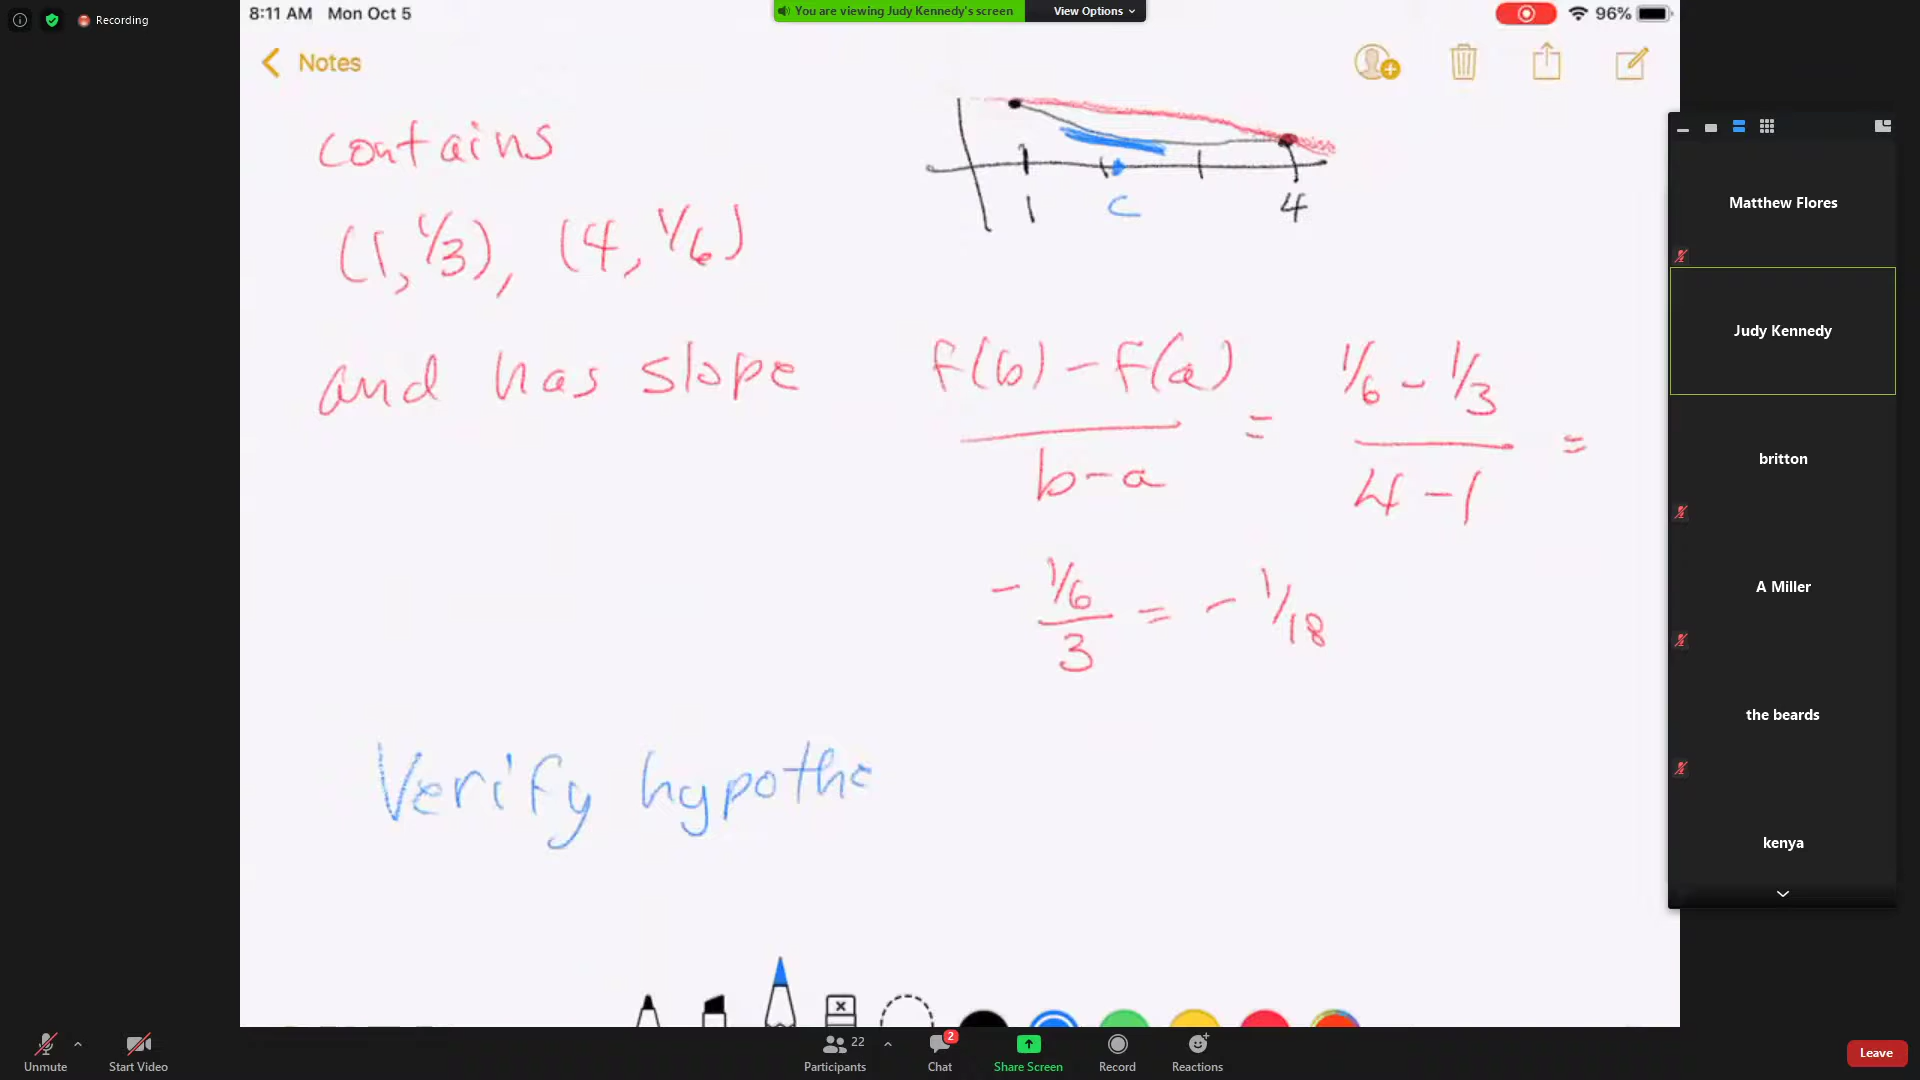 Recording
8:11 AM Mon Oct 5
You are viewing Judy Kennedy's screen
View Options
96%
Notes
contains
1 C 4
(1, 1/3), (4, 1/6)
and has slope
f(b) - f(a) / b - a = 1/6 - 1/3 / 4 - 1 =
- 1/6 / 3 = - 1/18
Verify hypothe
Matthew Flores
Judy Kennedy
britton
A Miller
the beards
kenya
Unmute
Start Video
22
Participants
2
Chat
Share Screen
Record
Reactions
Leave